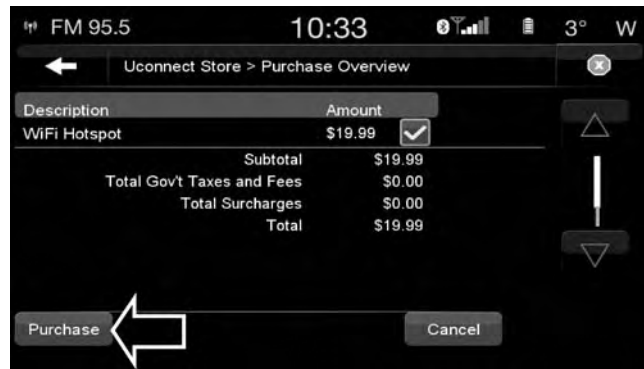 FM 95.5 10:33 3° W
Uconnect Store > Purchase Overview
Description Amount
WiFi Hotspot $19.99
Subtotal $19.99
Total Gov't Taxes and Fees $0.00
Total Surcharges $0.00
Total $19.99
Purchase Cancel